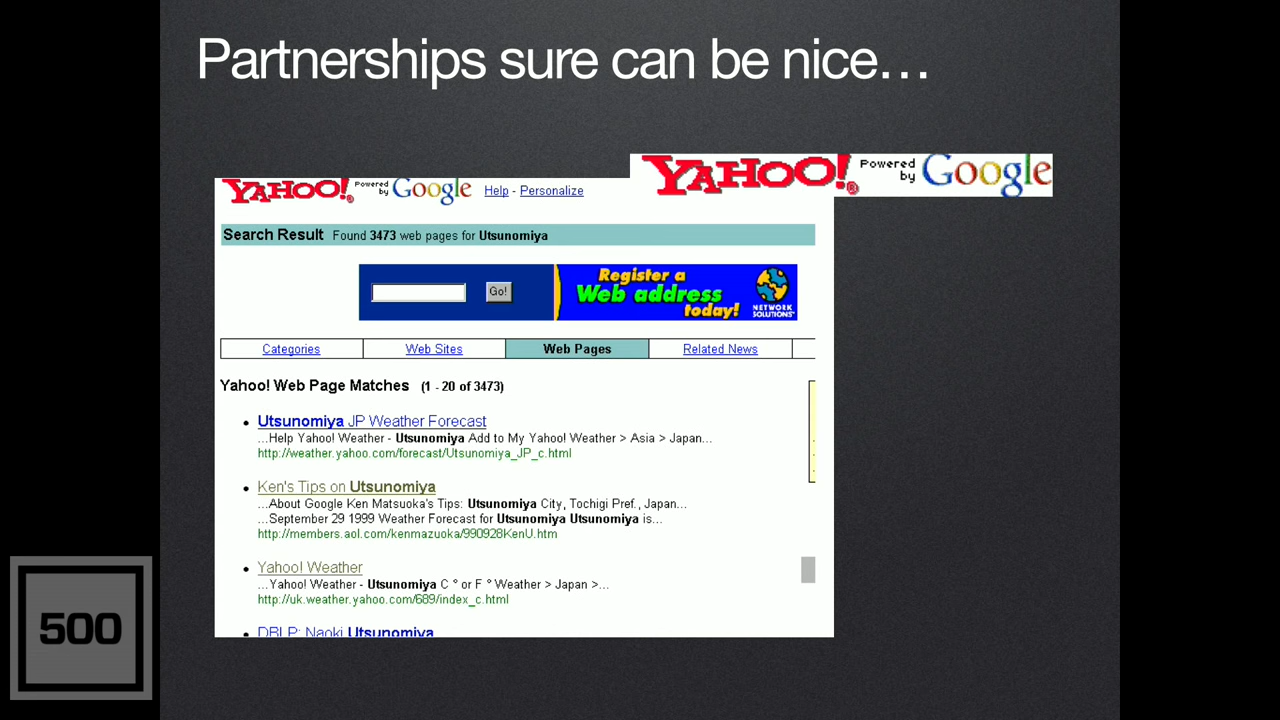 Partnerships sure can be nice…
YAHOO!® Powered by Google
YAHOO!® Powered by Google Help - Personalize
Search Result Found 3473 web pages for Utsunomiya
Go! Register a Web address today! NETWORK SOLUTIONS
Categories Web Sites Web Pages Related News
Yahoo! Web Page Matches (1 - 20 of 3473)
Utsunomiya JP Weather Forecast
...Help Yahoo! Weather - Utsunomiya Add to My Yahoo! Weather > Asia > Japan...
http://weather.yahoo.com/forecast/Utsunomiya_JP_c.html
Ken's Tips on Utsunomiya
...About Google Ken Matsuoka's Tips: Utsunomiya City, Tochigi Pref., Japan...
...September 29 1999 Weather Forecast for Utsunomiya Utsunomiya is...
http://members.aol.com/kenmazuoka/990928KenU.htm
Yahoo! Weather
...Yahoo! Weather - Utsunomiya C ° or F ° Weather > Japan >...
http://uk.weather.yahoo.com/689/index_c.html
DBLP: Naoki Utsunomiya
500